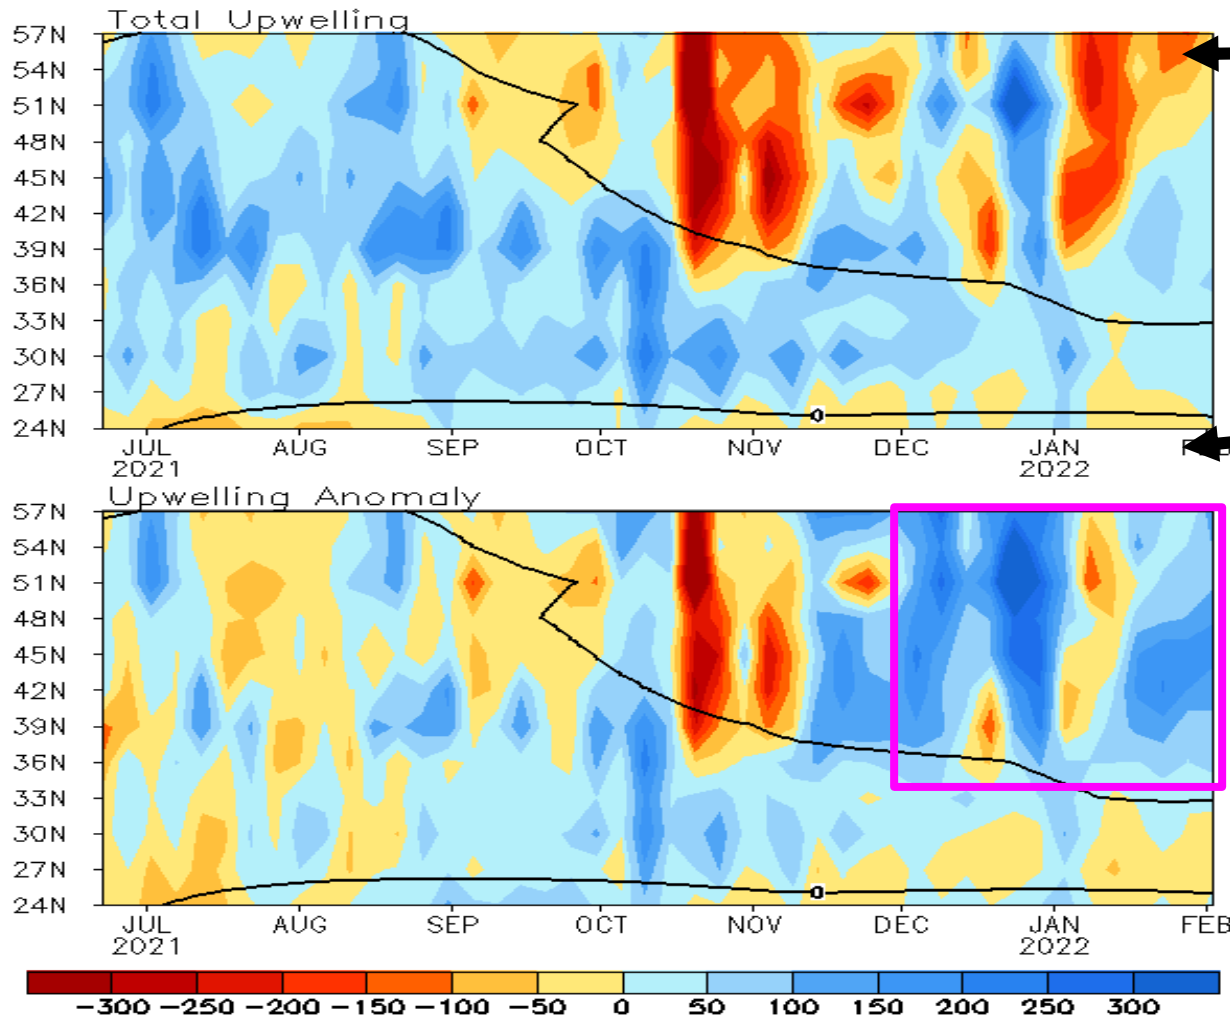 Total Upwelling
57N
54N
51N
48N
45N
42N
39N
36N
33N
30N
27N
24N
0
JUL AUG SEP OCT NOV DEC JAN
2021 2022
Upwelling Anomaly
57N
54N
51N
48N
45N
42N
39N
36N
33N
30N
27N
24N
0
JUL AUG SEP OCT NOV DEC JAN FEB
2021 2022
-300 -250 -200 -150 -100 -50 0 50 100 150 200 250 300